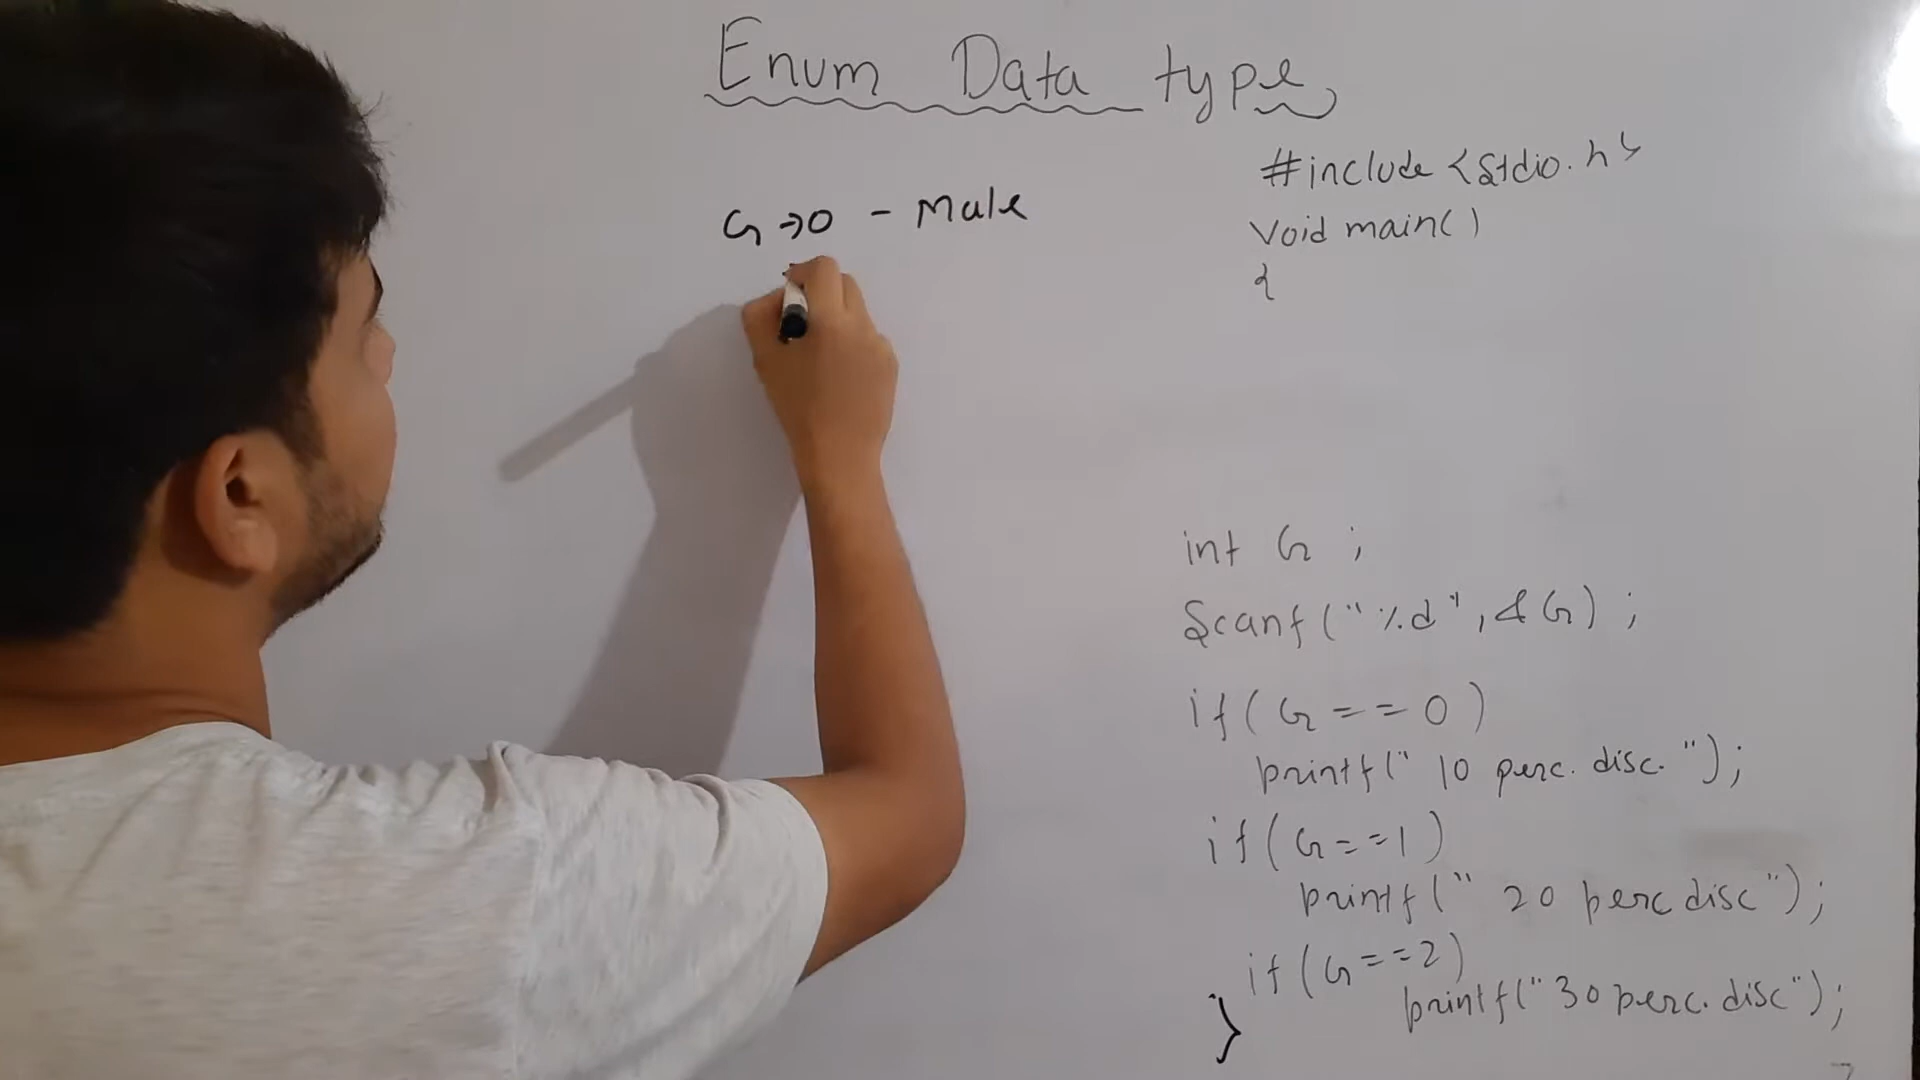 Enum Data type
G → 0 - Male
#include <stdio.h>
Void main()
{
int G ;
Scanf("%d",&G) ;
if(G==0)
printf(" 10 perc. disc. ");
if(G==1)
printf(" 20 perc disc");
if(G==2)
printf("30 perc. disc");
}